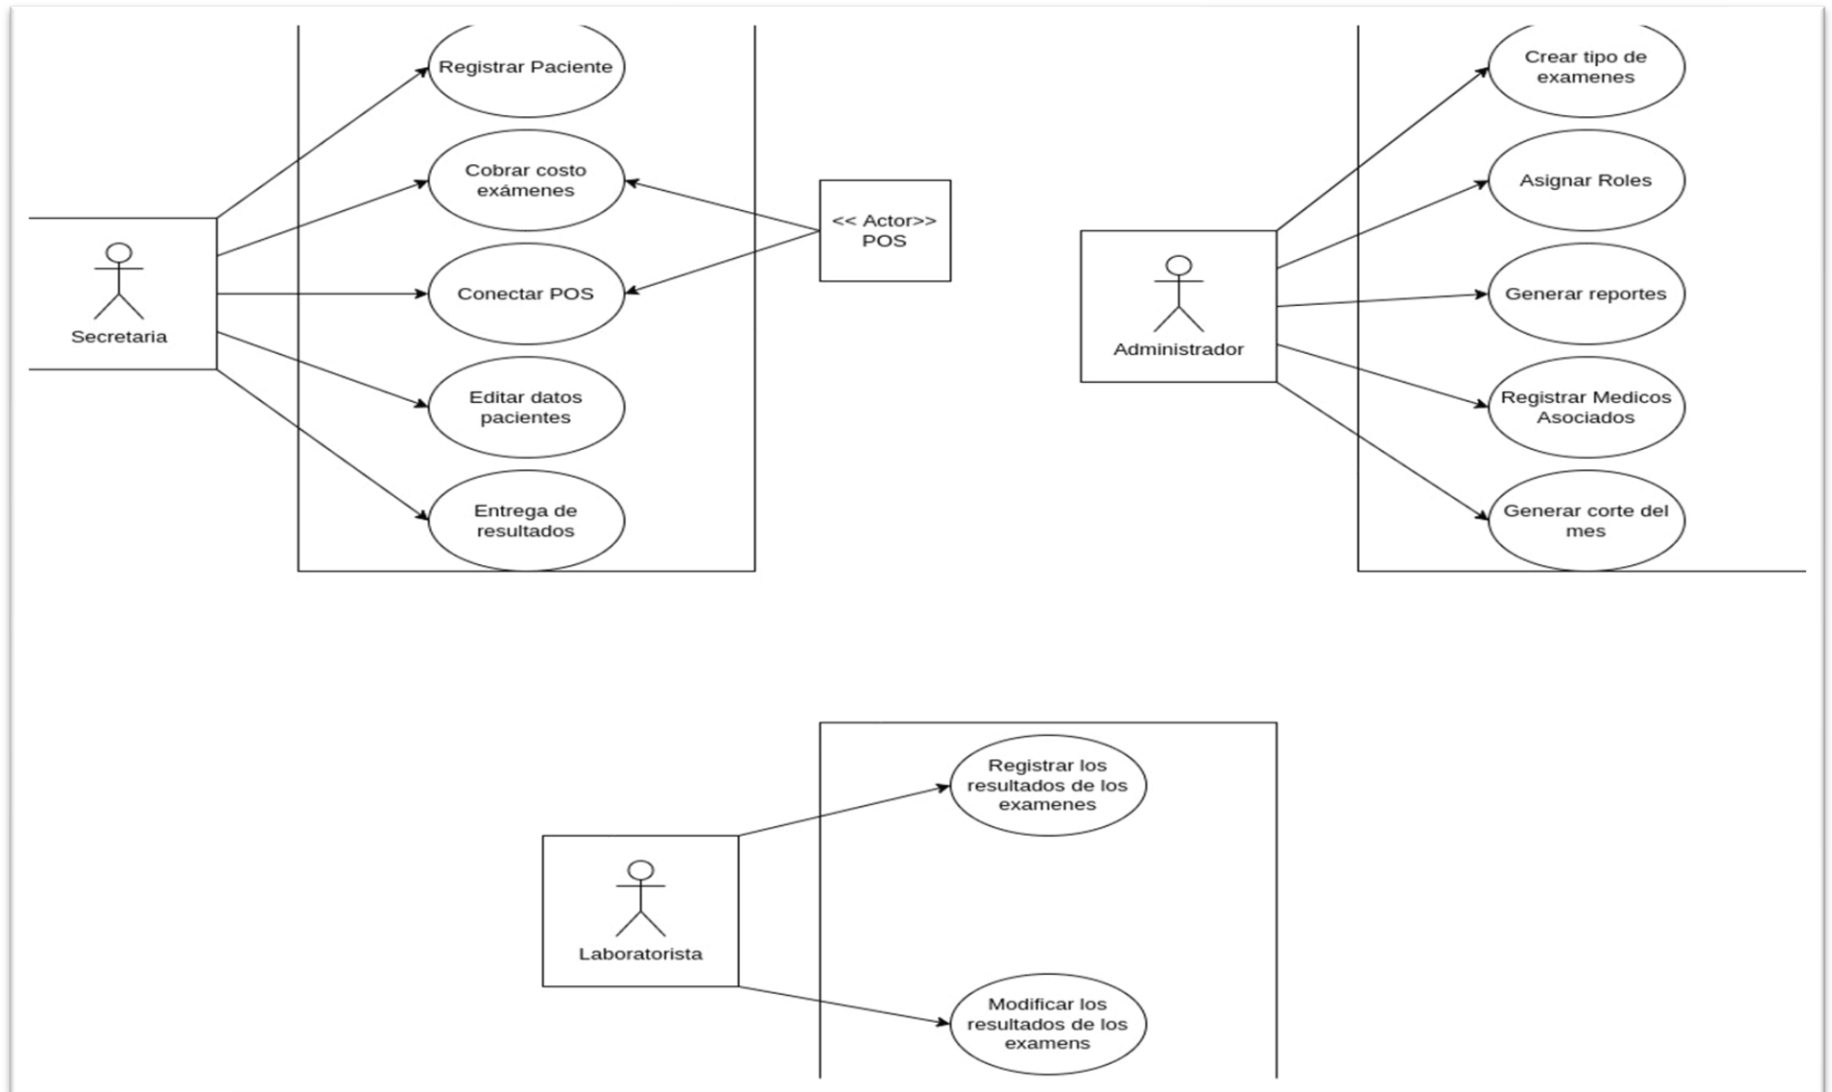 Registrar Paciente
Cobrar costo
exámenes
Conectar POS
Editar datos
pacientes
Entrega de
resultados
Secretaria
<< Actor>>
POS
Administrador
Crear tipo de
examenes
Asignar Roles
Generar reportes
Registrar Medicos
Asociados
Generar corte del
mes
Laboratorista
Registrar los
resultados de los
examenes
Modificar los
resultados de los
examens